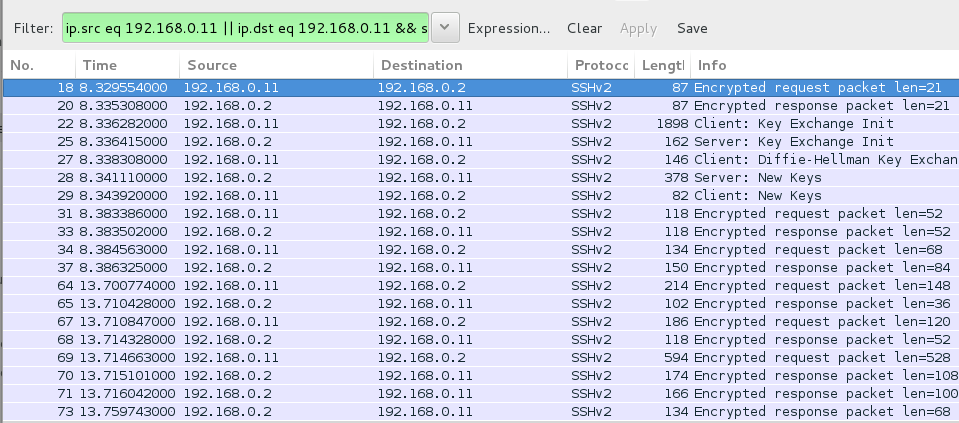 Filter: ip.src eq 192.168.0.11 || ip.dst eq 192.168.0.11 && s Expression... Clear Apply Save
No. Time Source Destination Protocc Lengtl Info
18 8.329554000 192.168.0.11 192.168.0.2 SSHv2 87 Encrypted request packet len=21
20 8.335308000 192.168.0.2 192.168.0.11 SSHv2 87 Encrypted response packet len=21
22 8.336282000 192.168.0.11 192.168.0.2 SSHv2 1898 Client: Key Exchange Init
25 8.336415000 192.168.0.2 192.168.0.11 SSHv2 162 Server: Key Exchange Init
27 8.338308000 192.168.0.11 192.168.0.2 SSHv2 146 Client: Diffie-Hellman Key Exchan
28 8.341110000 192.168.0.2 192.168.0.11 SSHv2 378 Server: New Keys
29 8.343920000 192.168.0.11 192.168.0.2 SSHv2 82 Client: New Keys
31 8.383386000 192.168.0.11 192.168.0.2 SSHv2 118 Encrypted request packet len=52
33 8.383502000 192.168.0.2 192.168.0.11 SSHv2 118 Encrypted response packet len=52
34 8.384563000 192.168.0.11 192.168.0.2 SSHv2 134 Encrypted request packet len=68
37 8.386325000 192.168.0.2 192.168.0.11 SSHv2 150 Encrypted response packet len=84
64 13.700774000 192.168.0.11 192.168.0.2 SSHv2 214 Encrypted request packet len=148
65 13.710428000 192.168.0.2 192.168.0.11 SSHv2 102 Encrypted response packet len=36
67 13.710847000 192.168.0.11 192.168.0.2 SSHv2 186 Encrypted request packet len=120
68 13.714328000 192.168.0.2 192.168.0.11 SSHv2 118 Encrypted response packet len=52
69 13.714663000 192.168.0.11 192.168.0.2 SSHv2 594 Encrypted request packet len=528
70 13.715101000 192.168.0.2 192.168.0.11 SSHv2 174 Encrypted response packet len=108
71 13.716042000 192.168.0.2 192.168.0.11 SSHv2 166 Encrypted response packet len=100
73 13.759743000 192.168.0.2 192.168.0.11 SSHv2 134 Encrypted response packet len=68